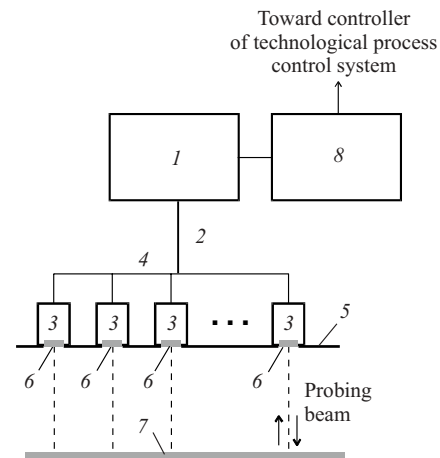 Toward controller
of technological process
control system
1
8
2
4
3 3 3 ... 3
5
6 6 6 6
Probing
beam
7